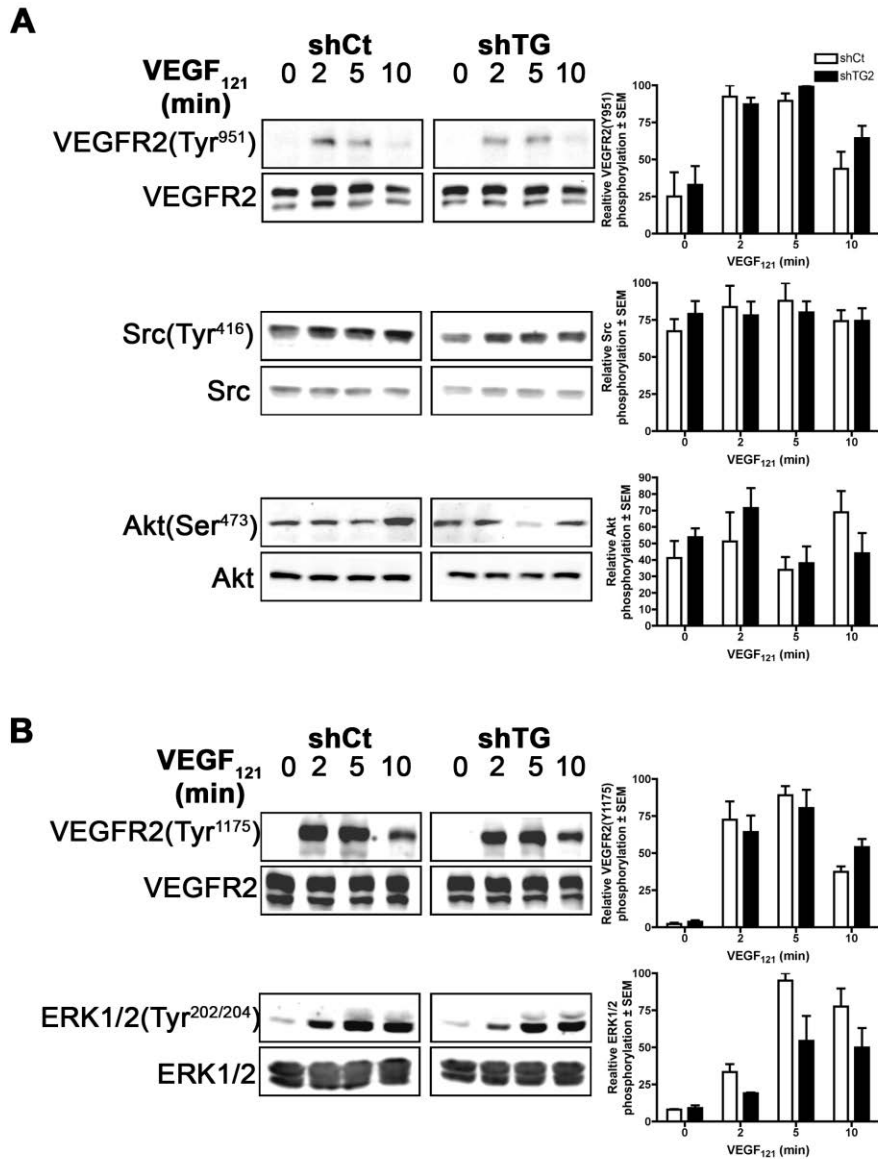 A
shCt shTG
VEGF121 0 2 5 10 0 2 5 10
(min)
VEGFR2(Tyr951)
VEGFR2
shCt
shTG2
Realtive VEGFR2(Y951)
phosphorylation ± SEM
100
75
50
25
0
0 2 5 10
VEGF121 (min)
Src(Tyr416)
Src
Relative Src
phosphorylation ± SEM
100
75
50
25
0
0 2 5 10
VEGF121 (min)
Akt(Ser473)
Akt
Relative Akt
phosphorylation ± SEM
90
80
70
60
50
40
30
20
10
0
0 2 5 10
VEGF121 (min)
B
shCt shTG
VEGF121 0 2 5 10 0 2 5 10
(min)
VEGFR2(Tyr1175)
VEGFR2
Relative VEGFR2(Y1175)
phosphorylation ± SEM
100
75
50
25
0
0 2 5 10
VEGF121 (min)
ERK1/2(Tyr202/204)
ERK1/2
Realtive ERK1/2
phosphorylation ± SEM
100
75
50
25
0
0 2 5 10
VEGF121 (min)